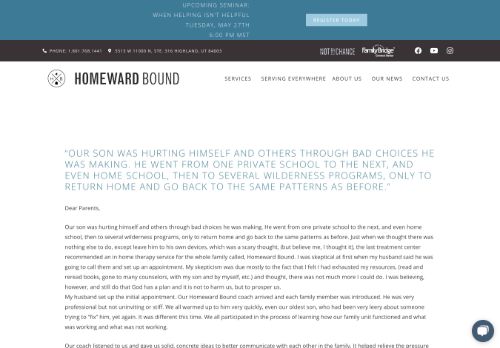 UPCOMING SEMINAR:
WHEN HELPING ISN'T HELPFUL
TUESDAY, MAY 27TH
6:00 PM MST
REGISTER TODAY
PHONE: 1.801.768.1441
5513 W 11000 N, STE. 316 HIGHLAND, UT 84003
NOT BY CHANCE
FamilyBridge
HOMEWARD BOUND
SERVICES
SERVING EVERYWHERE
ABOUT US
OUR NEWS
CONTACT US
"OUR SON WAS HURTING HIMSELF AND OTHERS THROUGH BAD CHOICES HE
WAS MAKING. HE WENT FROM ONE PRIVATE SCHOOL TO THE NEXT, AND
EVEN HOME SCHOOL, THEN TO SEVERAL WILDERNESS PROGRAMS, ONLY TO
RETURN HOME AND GO BACK TO THE SAME PATTERNS AS BEFORE."
Dear Parents,
Our son was hurting himself and others through bad choices he was making. He went from one private school to the next, and even home
school, then to several wilderness programs, only to return home and go back to the same patterns as before. Just when we thought there was
nothing else to do, except leave him to his own devices, which was a scary thought, (but believe me, I thought it), the last treatment center
recommended an in home therapy service for the whole family called, Homeward Bound. I was skeptical at first when my husband said he was
going to call them and set up an appointment. My skepticism was due mostly to the fact that I felt I had exhausted my resources, (read and
reread books, gone to many counselors, with my son and by myself, etc.) and thought, there was not much more I could do. I was believing,
however, and still do that God has a plan and it is not to harm us, but to prosper us.
My husband set up the initial appointment. Our Homeward Bound coach arrived and each family member was introduced. He was very
professional but not uninviting or stiff. We all warmed up to him very quickly, even our oldest son, who had been very leery about someone
trying to "fix" him, yet again. It was different this time. We all participated in the process of learning how our family unit functioned and what
was working and what was not working.
Our coach listened to us and gave us solid, concrete ideas to better communicate with each other in the family. It helped relieve the pressure